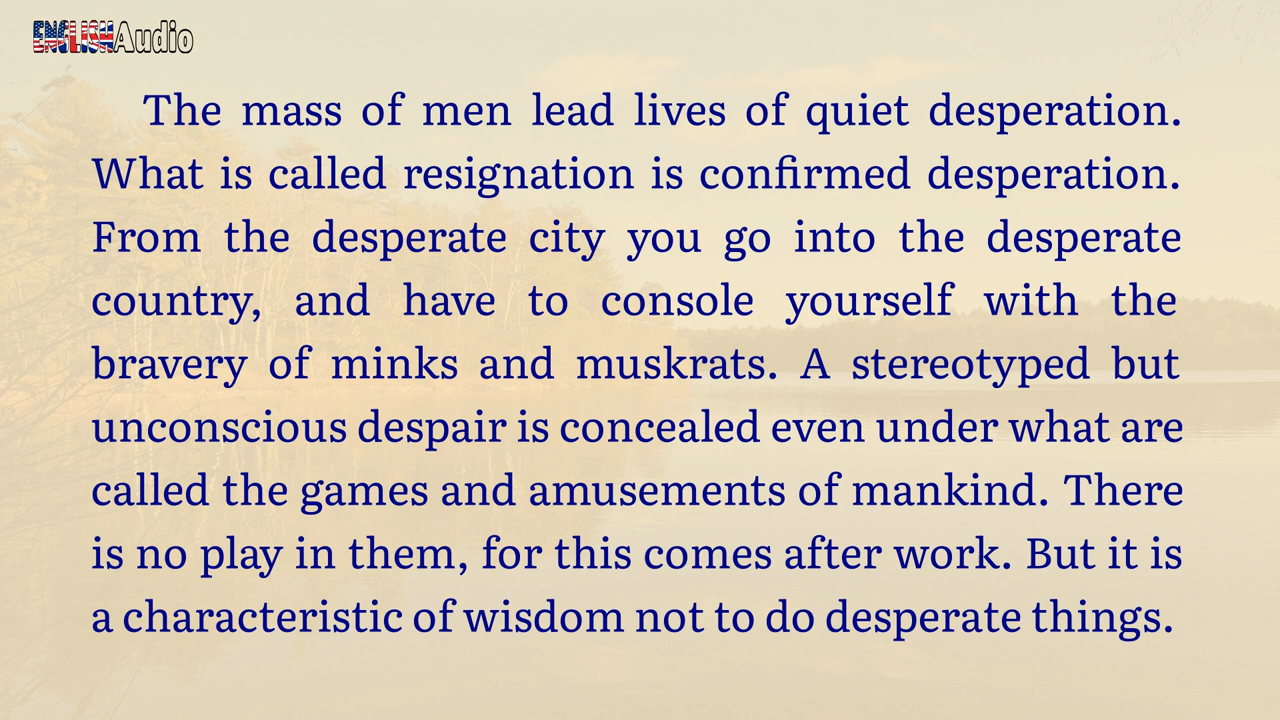 ENGLISHAudio
The mass of men lead lives of quiet desperation.
What is called resignation is confirmed desperation.
From the desperate city you go into the desperate
country, and have to console yourself with the
bravery of minks and muskrats. A stereotyped but
unconscious despair is concealed even under what are
called the games and amusements of mankind. There
is no play in them, for this comes after work. But it is
a characteristic of wisdom not to do desperate things.